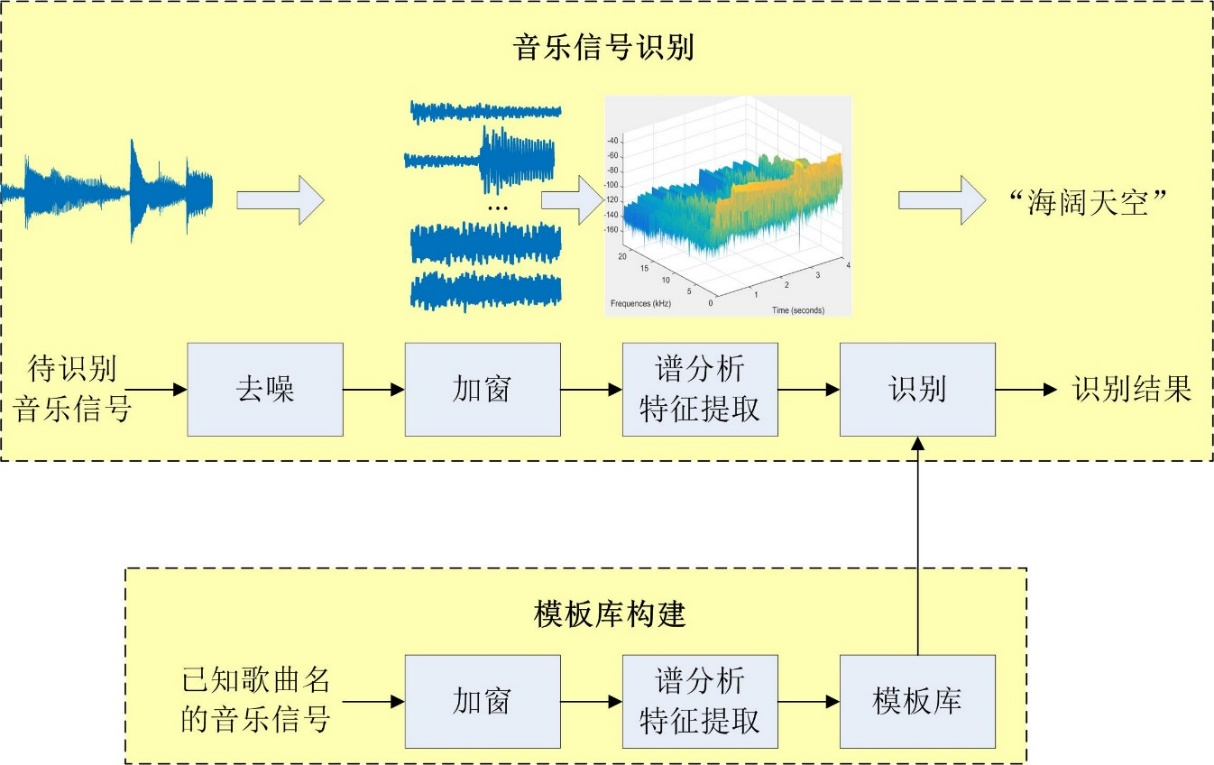 音乐信号识别
...
-40
-60
-80
-100
-120
-140
-160
20
15
10
5
0
1
2
3
4
Frequences (kHz)
Time (seconds)
“海阔天空”
待识别
音乐信号
去噪
加窗
谱分析
特征提取
识别
识别结果
模板库构建
已知歌曲名
的音乐信号
加窗
谱分析
特征提取
模板库